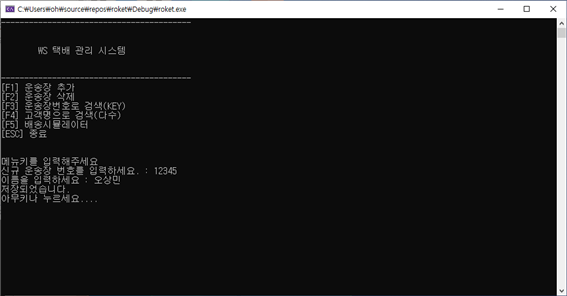 C:₩Users₩oh₩source₩repos₩roket₩Debug₩roket.exe
----------------------------------------
WS 택배 관리 시스템
----------------------------------------
[F1] 운송장 추가
[F2] 운송장 삭제
[F3] 운송장번호로 검색(KEY)
[F4] 고객명으로 검색(다수)
[F5] 배송시뮬레이터
[ESC] 종료
메뉴키를 입력해주세요
신규 운송장 번호를 입력하세요. : 12345
이름을 입력하세요 : 오상민
저장되었습니다.
아무키나 누르세요....